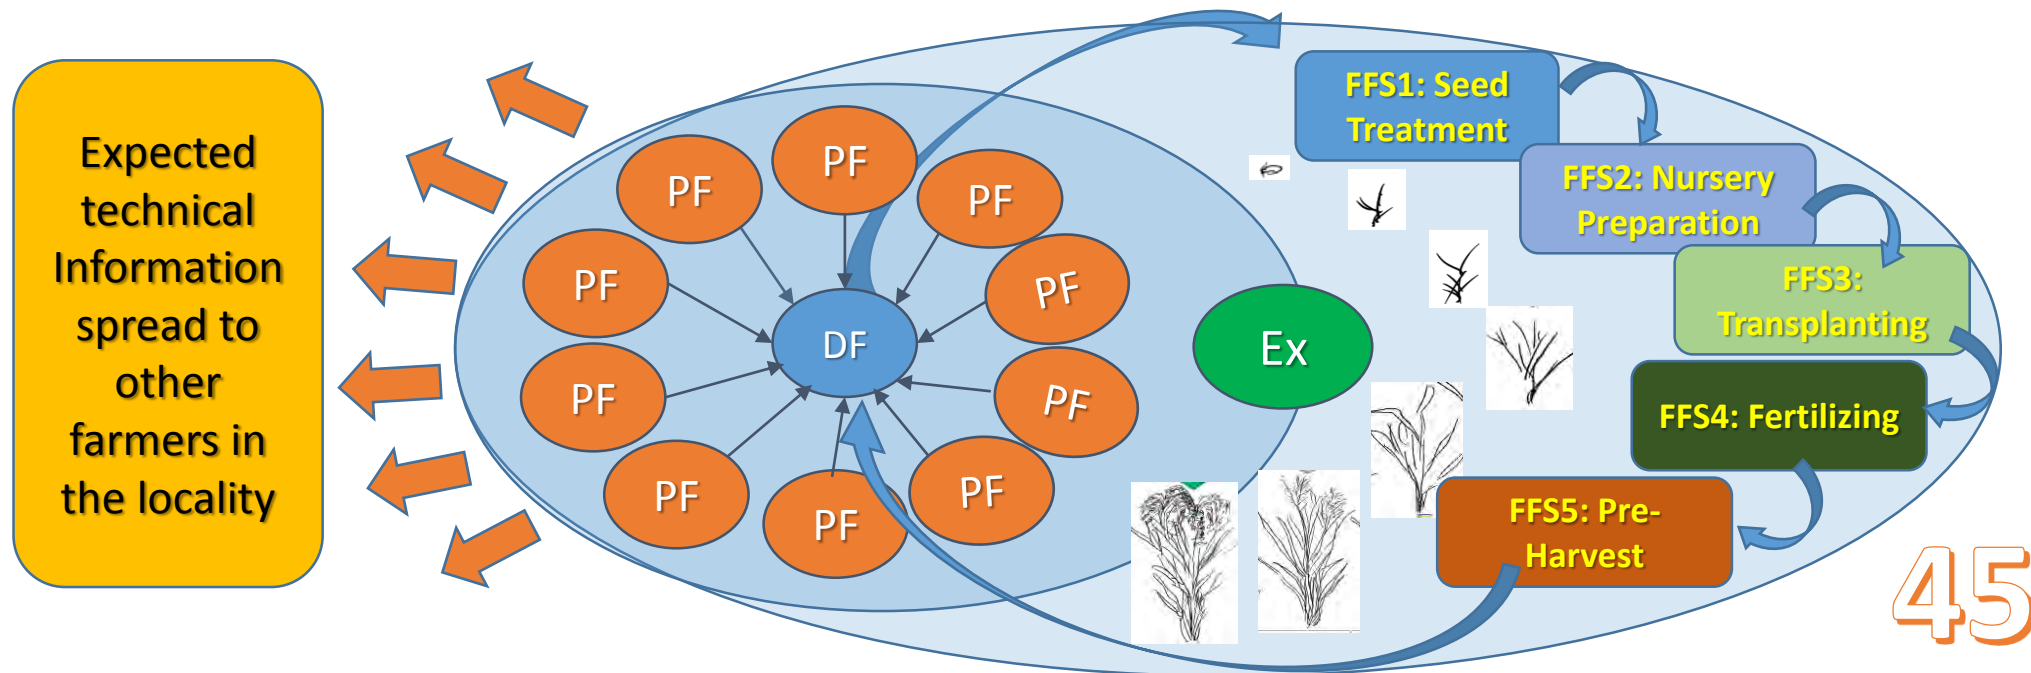 Expected
technical
Information
spread to
other
farmers in
the locality
PF
PF
PF
PF
PF
PF
PF
PF
PF
PF
DF
Ex
FFS1: Seed
Treatment
FFS2: Nursery
Preparation
FFS3:
Transplanting
FFS4: Fertilizing
FFS5: Pre-
Harvest
45